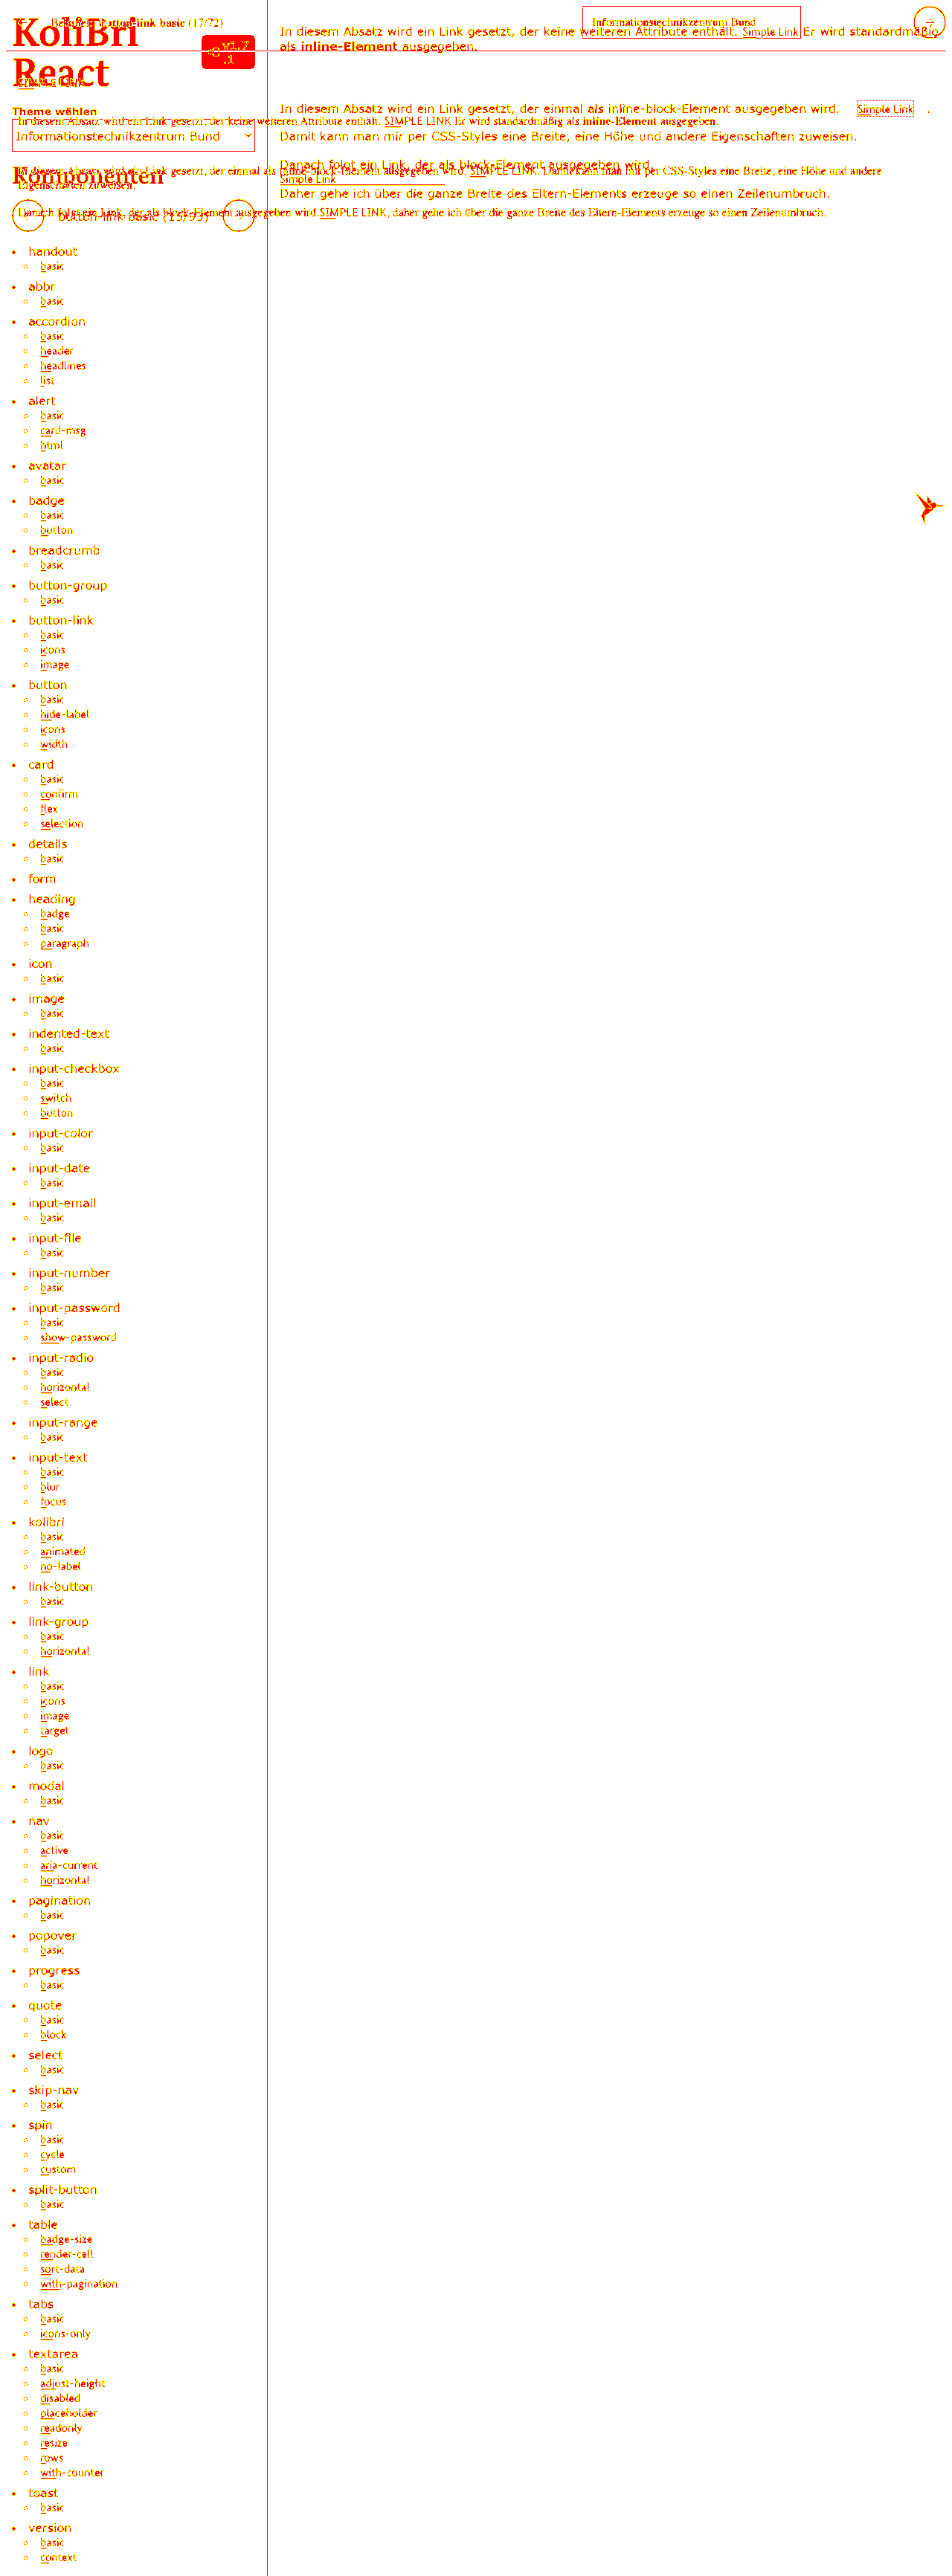 KoliBri
React
v1.7
.1
button-link basic (17/72)
Informationstechnikzentrum Bund
In diesem Absatz wird ein Link gesetzt, der keine weiteren Attribute enthält. Simple Link Er wird standardmäßig
als inline-Element ausgegeben.
Theme wählen
In diesem Absatz wird ein Link gesetzt, der einmal als inline-block-Element ausgegeben wird. Simple Link .
In diesem Absatz wird ein Link gesetzt, der keine weiteren Attribute enthält. SIMPLE LINK Er wird standardmäßig als inline-Element ausgegeben.
Informationstechnikzentrum Bund
Damit kann man mir per CSS-Styles eine Breite, eine Höhe und andere Eigenschaften zuweisen.
Danach folgt ein Link, der als block-Element ausgegeben wird.
Komponenten
In diesem Absatz wird ein Link gesetzt, der einmal als inline-block-Element ausgegeben wird. SIMPLE LINK. Damit kann man mir per CSS-Styles eine Breite, eine Höhe und andere
Eigenschaften zuweisen.
Simple Link
Daher gehe ich über die ganze Breite des Eltern-Elements erzeuge so einen Zeilenumbruch.
Danach folgt ein Link, der als block-Element ausgegeben wird SIMPLE LINK, daher gehe ich über die ganze Breite des Eltern-Elements erzeuge so einen Zeilenumbruch.
button-link basic
handout
basic
abbr
basic
accordion
basic
header
headlines
list
alert
basic
card-msg
html
avatar
basic
badge
basic
button
breadcrumb
basic
button-group
basic
button-link
basic
icons
image
button
basic
hide-label
icons
width
card
basic
confirm
flex
selection
details
basic
form
heading
badge
basic
paragraph
icon
basic
image
basic
indented-text
basic
input-checkbox
basic
switch
button
input-color
basic
input-date
basic
input-email
basic
input-file
basic
input-number
basic
input-password
basic
show-password
input-radio
basic
horizontal
select
input-range
basic
input-text
basic
blur
focus
kolibri
basic
animated
no-label
link-button
basic
link-group
basic
horizontal
link
basic
icons
image
target
logo
basic
modal
basic
nav
basic
active
aria-current
horizontal
pagination
basic
popover
basic
progress
basic
quote
basic
block
select
basic
skip-nav
basic
spin
basic
cycle
custom
split-button
basic
table
badge-size
render-cell
sort-data
with-pagination
tabs
basic
icons-only
textarea
basic
adjust-height
disabled
placeholder
readonly
resize
rows
with-counter
toast
basic
version
basic
context